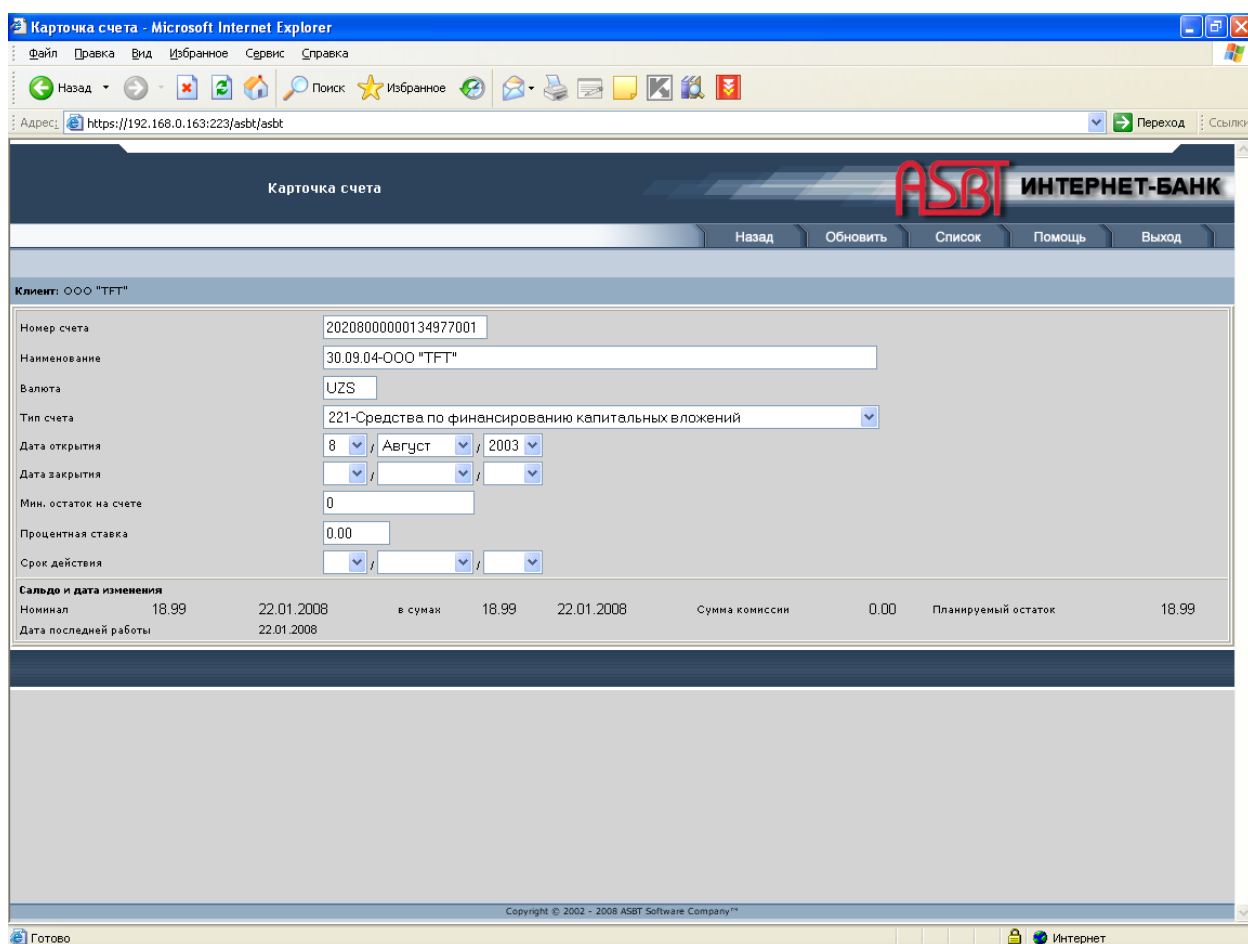 Карточка счета - Microsoft Internet Explorer
Файл Правка Вид Избранное Сервис Справка
Назад Поиск Избранное
Адрес: https://192.168.0.163:223/asbt/asbt Переход Ссылки
Карточка счета ASBT ИНТЕРНЕТ-БАНК
Назад Обновить Список Помощь Выход
Клиент: ООО "TFT"
Номер счета 20208000000134977001
Наименование 30.09.04-ООО "TFT"
Валюта UZS
Тип счета 221-Средства по финансированию капитальных вложений
Дата открытия 8 / Август / 2003
Дата закрытия / /
Мин. остаток на счете 0
Процентная ставка 0.00
Срок действия / /
Сальдо и дата изменения
Номинал 18.99 22.01.2008 в сумах 18.99 22.01.2008 Сумма комиссии 0.00 Планируемый остаток 18.99
Дата последней работы 22.01.2008
Copyright © 2002 - 2008 ASBT Software Company™
Готово Интернет